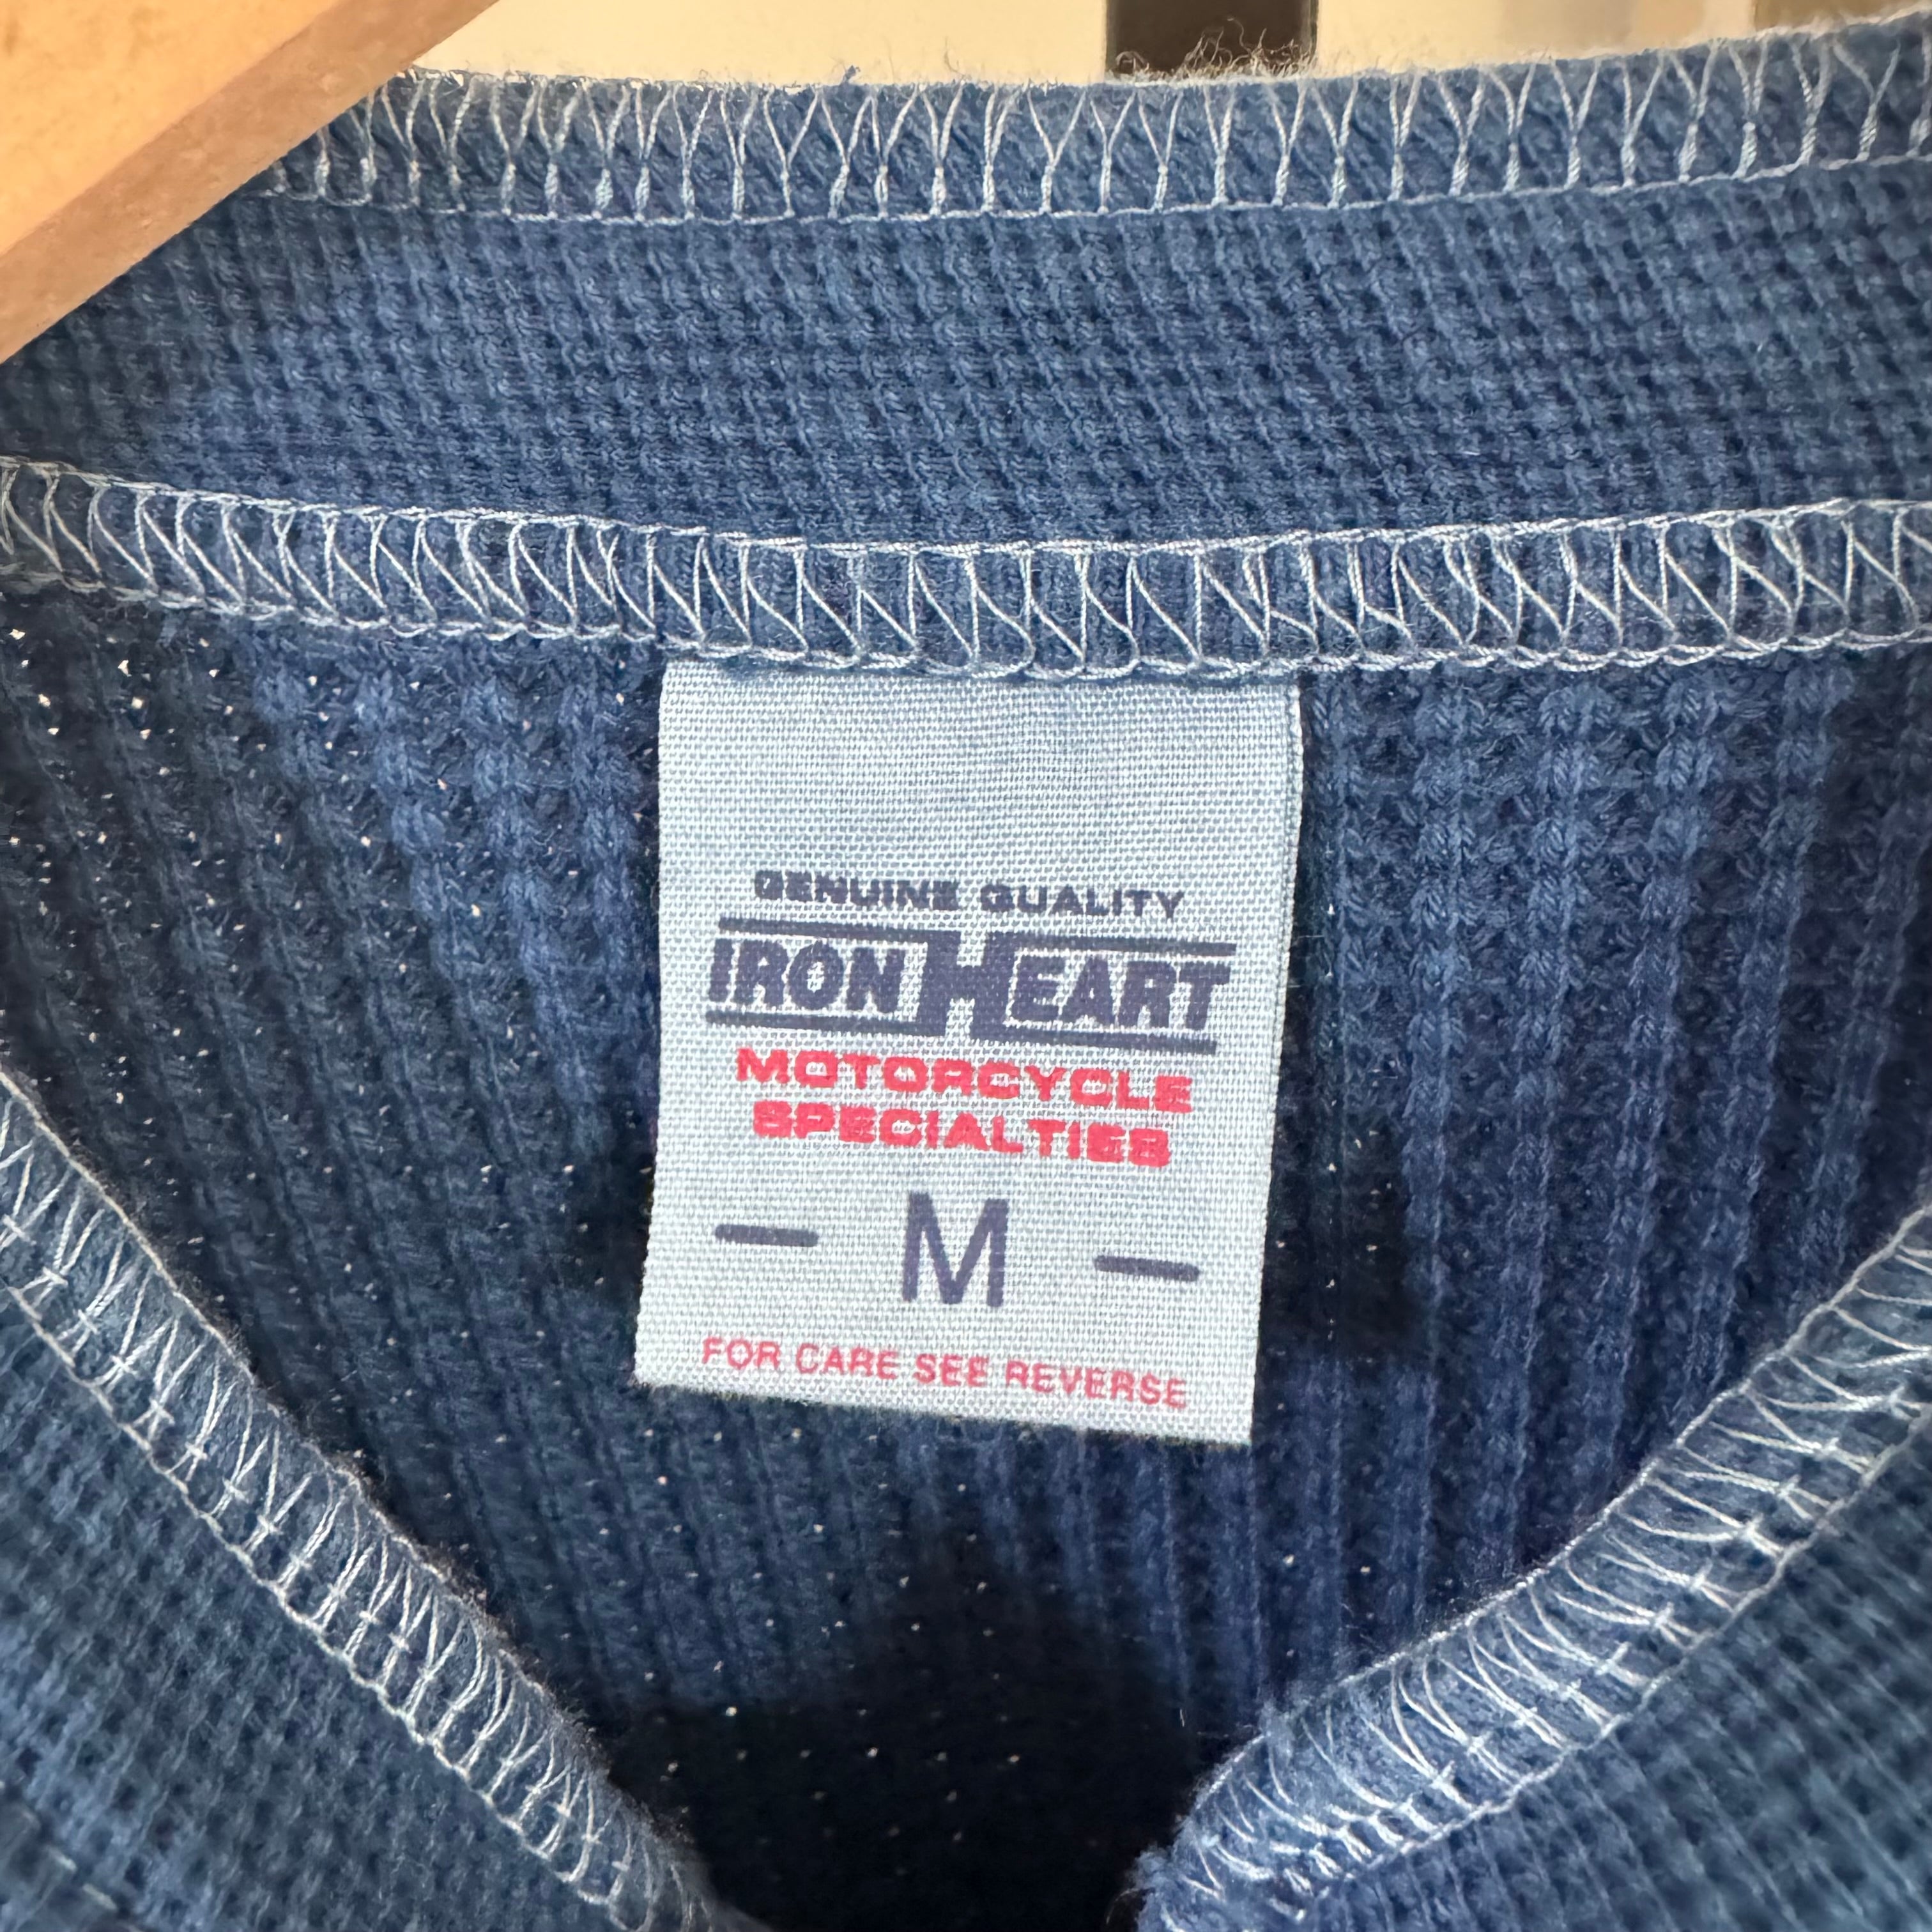 GENUINE QUALITY
IRON HEART
MOTORCYCLE
SPECIALTIES
— M —
FOR CARE SEE REVERSE